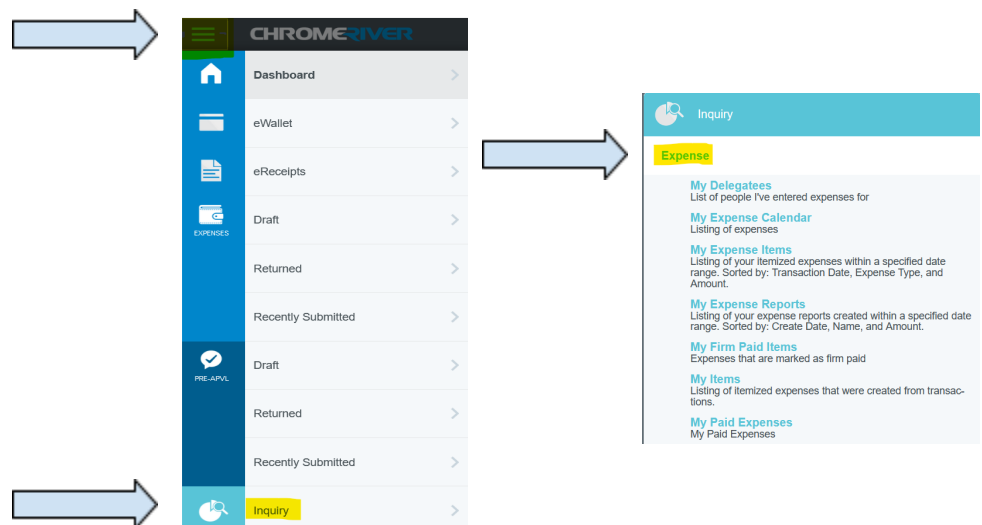 CHROMERIVER
Dashboard
eWallet
eReceipts
EXPENSES
Draft
Returned
Recently Submitted
PRE-APVL
Draft
Returned
Recently Submitted
Inquiry
Inquiry
Expense
My Delegatees
List of people I've entered expenses for
My Expense Calendar
Listing of expenses
My Expense Items
Listing of your itemized expenses within a specified date
range. Sorted by: Transaction Date, Expense Type, and
Amount.
My Expense Reports
Listing of your expense reports created within a specified date
range. Sorted by: Create Date, Name, and Amount.
My Firm Paid Items
Expenses that are marked as firm paid
My Items
Listing of itemized expenses that were created from transac-
tions.
My Paid Expenses
My Paid Expenses